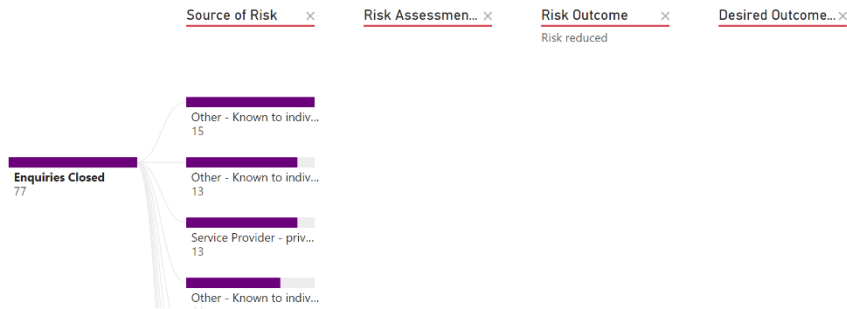 Source of Risk × Risk Assessmen... × Risk Outcome × Desired Outcome... ×
Risk reduced
Other - Known to indiv...
15
Enquiries Closed
77
Other - Known to indiv...
13
Service Provider - priv...
13
Other - Known to indiv...